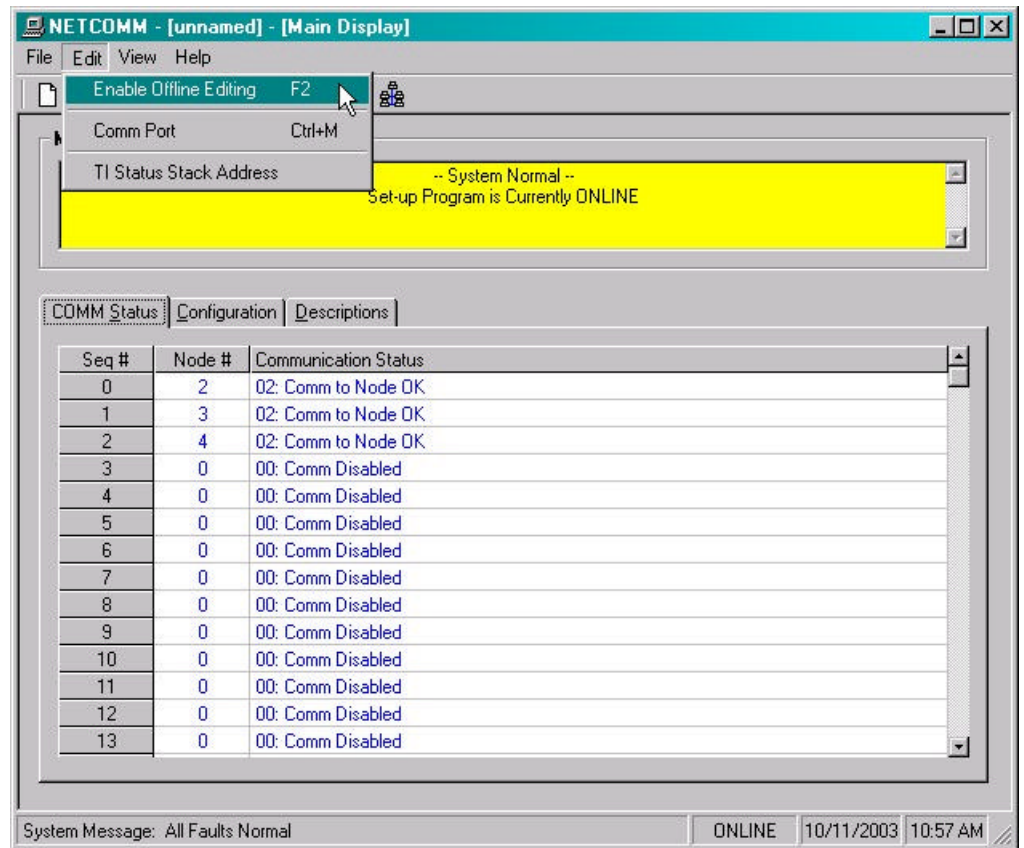 NETCOMM - [unnamed] - [Main Display]
File Edit View Help
Enable Offline Editing F2
Comm Port Ctrl+M
TI Status Stack Address
-- System Normal --
Set-up Program is Currently ONLINE
COMM Status Configuration Descriptions
Seq # Node # Communication Status
0 2 02: Comm to Node OK
1 3 02: Comm to Node OK
2 4 02: Comm to Node OK
3 0 00: Comm Disabled
4 0 00: Comm Disabled
5 0 00: Comm Disabled
6 0 00: Comm Disabled
7 0 00: Comm Disabled
8 0 00: Comm Disabled
9 0 00: Comm Disabled
10 0 00: Comm Disabled
11 0 00: Comm Disabled
12 0 00: Comm Disabled
13 0 00: Comm Disabled
System Message: All Faults Normal ONLINE 10/11/2003 10:57 AM